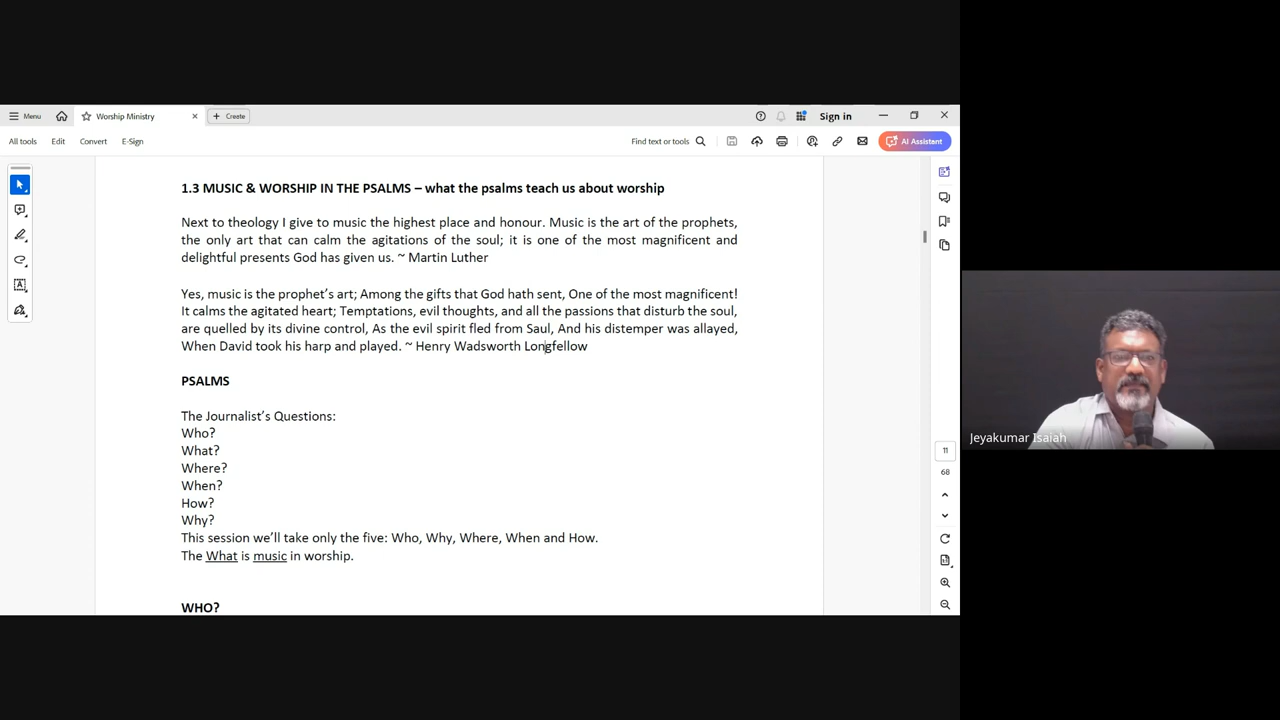 Menu
Worship Ministry
Create
Sign in
All tools Edit Convert E-Sign
Find text or tools
AI Assistant
1.3 MUSIC & WORSHIP IN THE PSALMS – what the psalms teach us about worship
Next to theology I give to music the highest place and honour. Music is the art of the prophets,
the only art that can calm the agitations of the soul; it is one of the most magnificent and
delightful presents God has given us. ~ Martin Luther
Yes, music is the prophet’s art; Among the gifts that God hath sent, One of the most magnificent!
It calms the agitated heart; Temptations, evil thoughts, and all the passions that disturb the soul,
are quelled by its divine control, As the evil spirit fled from Saul, And his distemper was allayed,
When David took his harp and played. ~ Henry Wadsworth Longfellow
PSALMS
The Journalist’s Questions:
Who?
What?
Where?
When?
How?
Why?
This session we’ll take only the five: Who, Why, Where, When and How.
The What is music in worship.
WHO?
11
68
Jeyakumar Isaiah